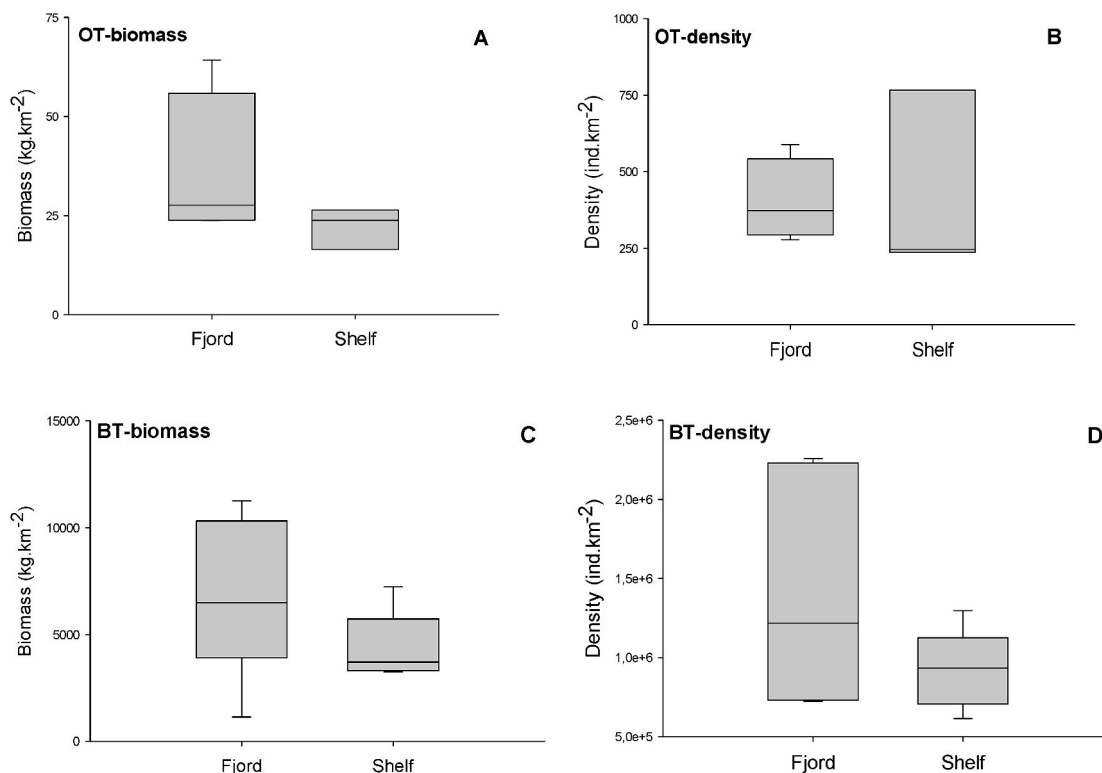 OT-biomass
A
Biomass (kg.km-2)
75
50
25
0
Fjord Shelf
OT-density
B
Density (ind.km-2)
1000
750
500
250
0
Fjord Shelf
BT-biomass
C
Biomass (kg.km-2)
15000
10000
5000
0
Fjord Shelf
BT-density
D
Density (ind.km-2)
2,5e+6
2,0e+6
1,5e+6
1,0e+6
5,0e+5
Fjord Shelf